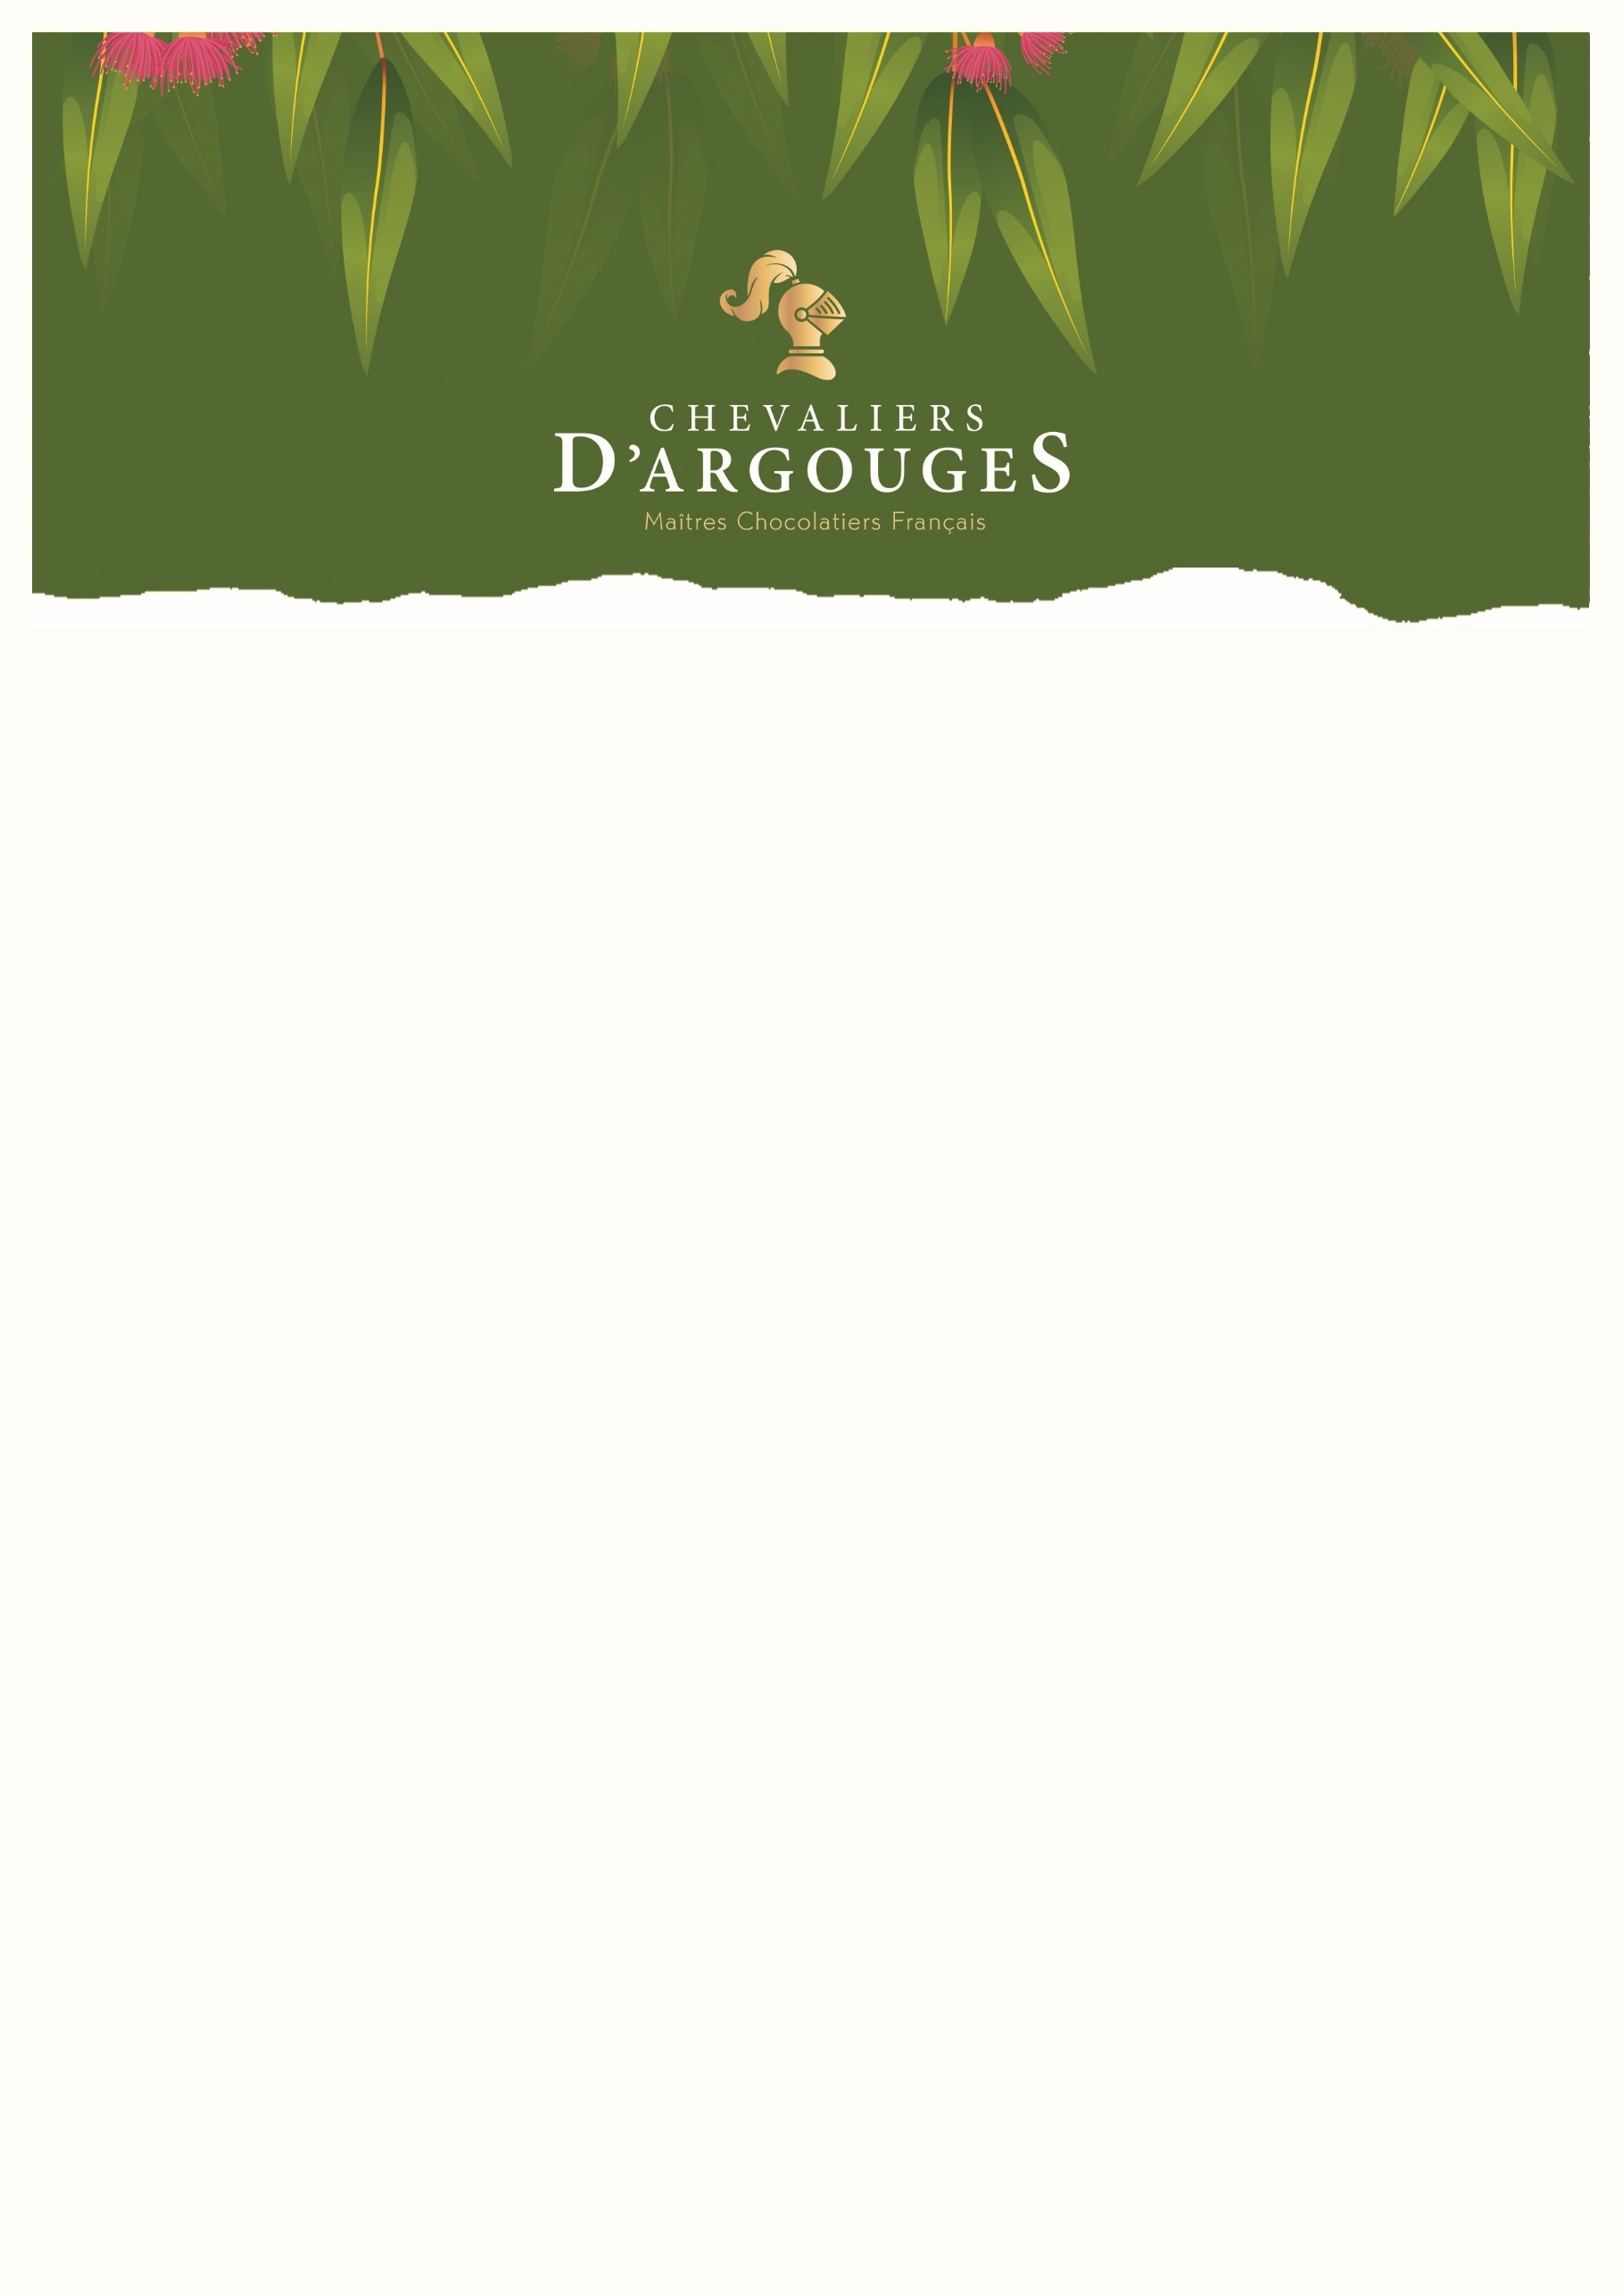 CHEVALIERS
D’ARGOUGES
Maîtres Chocolatiers Français